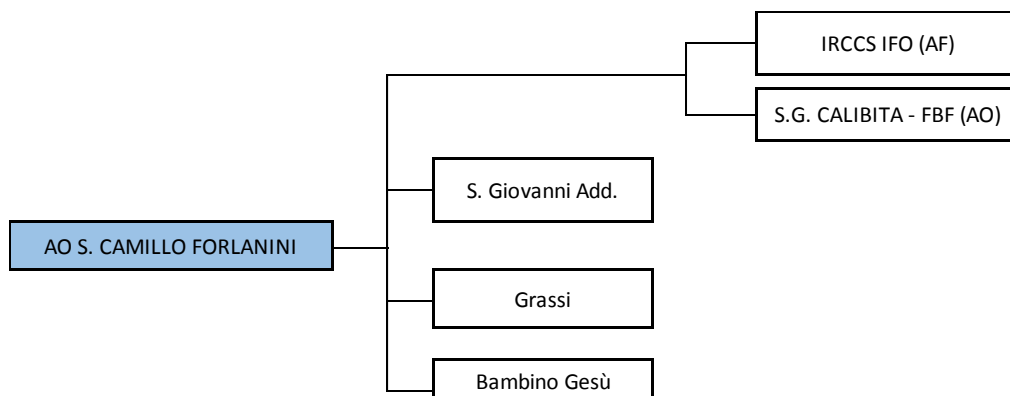 IRCCS IFO (AF)
S.G. CALIBITA - FBF (AO)
S. Giovanni Add.
AO S. CAMILLO FORLANINI
Grassi
Bambino Gesù